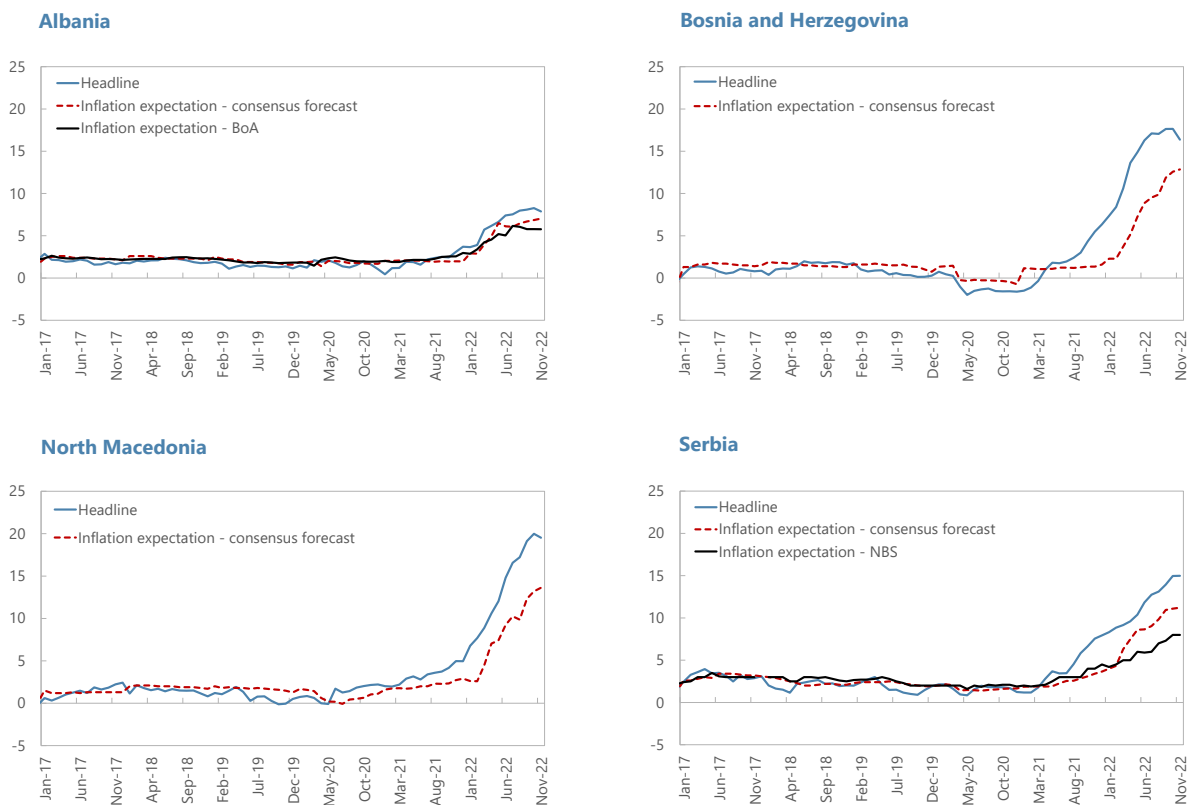 Albania
25
20
15
10
5
0
-5
Headline
Inflation expectation - consensus forecast
Inflation expectation - BoA
Jan-17
Jun-17
Nov-17
Apr-18
Sep-18
Feb-19
Jul-19
Dec-19
May-20
Oct-20
Mar-21
Aug-21
Jan-22
Jun-22
Nov-22
Bosnia and Herzegovina
25
20
15
10
5
0
-5
Headline
Inflation expectation - consensus forecast
Jan-17
Jun-17
Nov-17
Apr-18
Sep-18
Feb-19
Jul-19
Dec-19
May-20
Oct-20
Mar-21
Aug-21
Jan-22
Jun-22
Nov-22
North Macedonia
25
20
15
10
5
0
-5
Headline
Inflation expectation - consensus forecast
Jan-17
Jun-17
Nov-17
Apr-18
Sep-18
Feb-19
Jul-19
Dec-19
May-20
Oct-20
Mar-21
Aug-21
Jan-22
Jun-22
Nov-22
Serbia
25
20
15
10
5
0
-5
Headline
Inflation expectation - consensus forecast
Inflation expectation - NBS
Jan-17
Jun-17
Nov-17
Apr-18
Sep-18
Feb-19
Jul-19
Dec-19
May-20
Oct-20
Mar-21
Aug-21
Jan-22
Jun-22
Nov-22